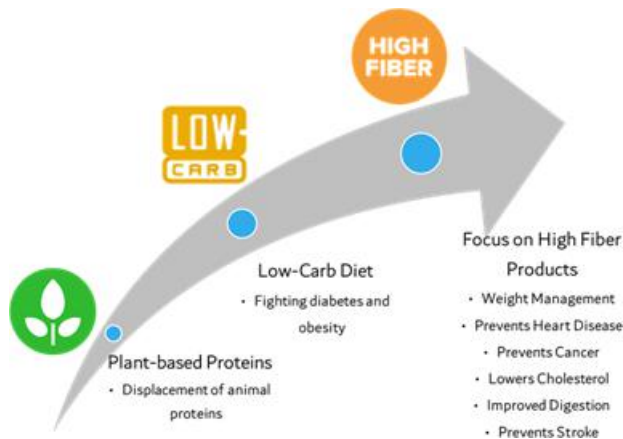 HIGH
FIBER
LOW
CARB
Focus on High Fiber
Products
• Weight Management
• Prevents Heart Disease
• Prevents Cancer
• Lowers Cholesterol
• Improved Digestion
• Prevents Stroke
Low-Carb Diet
• Fighting diabetes and
obesity
Plant-based Proteins
• Displacement of animal
proteins